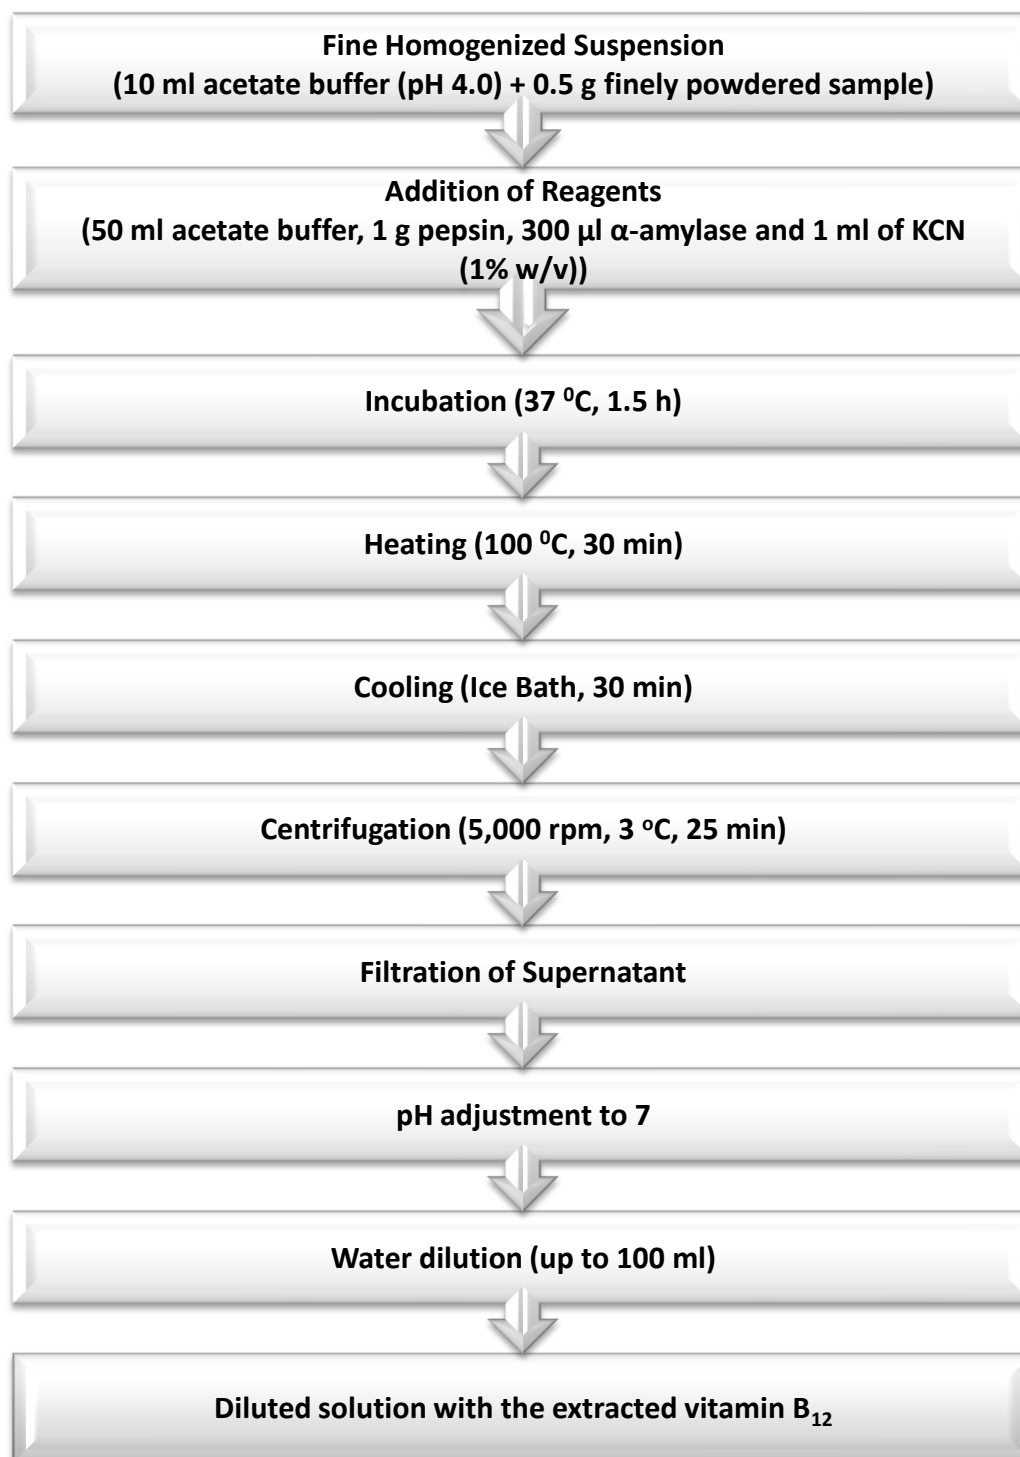 Fine Homogenized Suspension
(10 ml acetate buffer (pH 4.0) + 0.5 g finely powdered sample)
Addition of Reagents
(50 ml acetate buffer, 1 g pepsin, 300 µl α-amylase and 1 ml of KCN
(1% w/v))
Incubation (37 ⁰C, 1.5 h)
Heating (100 ⁰C, 30 min)
Cooling (Ice Bath, 30 min)
Centrifugation (5,000 rpm, 3 ᵒC, 25 min)
Filtration of Supernatant
pH adjustment to 7
Water dilution (up to 100 ml)
Diluted solution with the extracted vitamin B₁₂